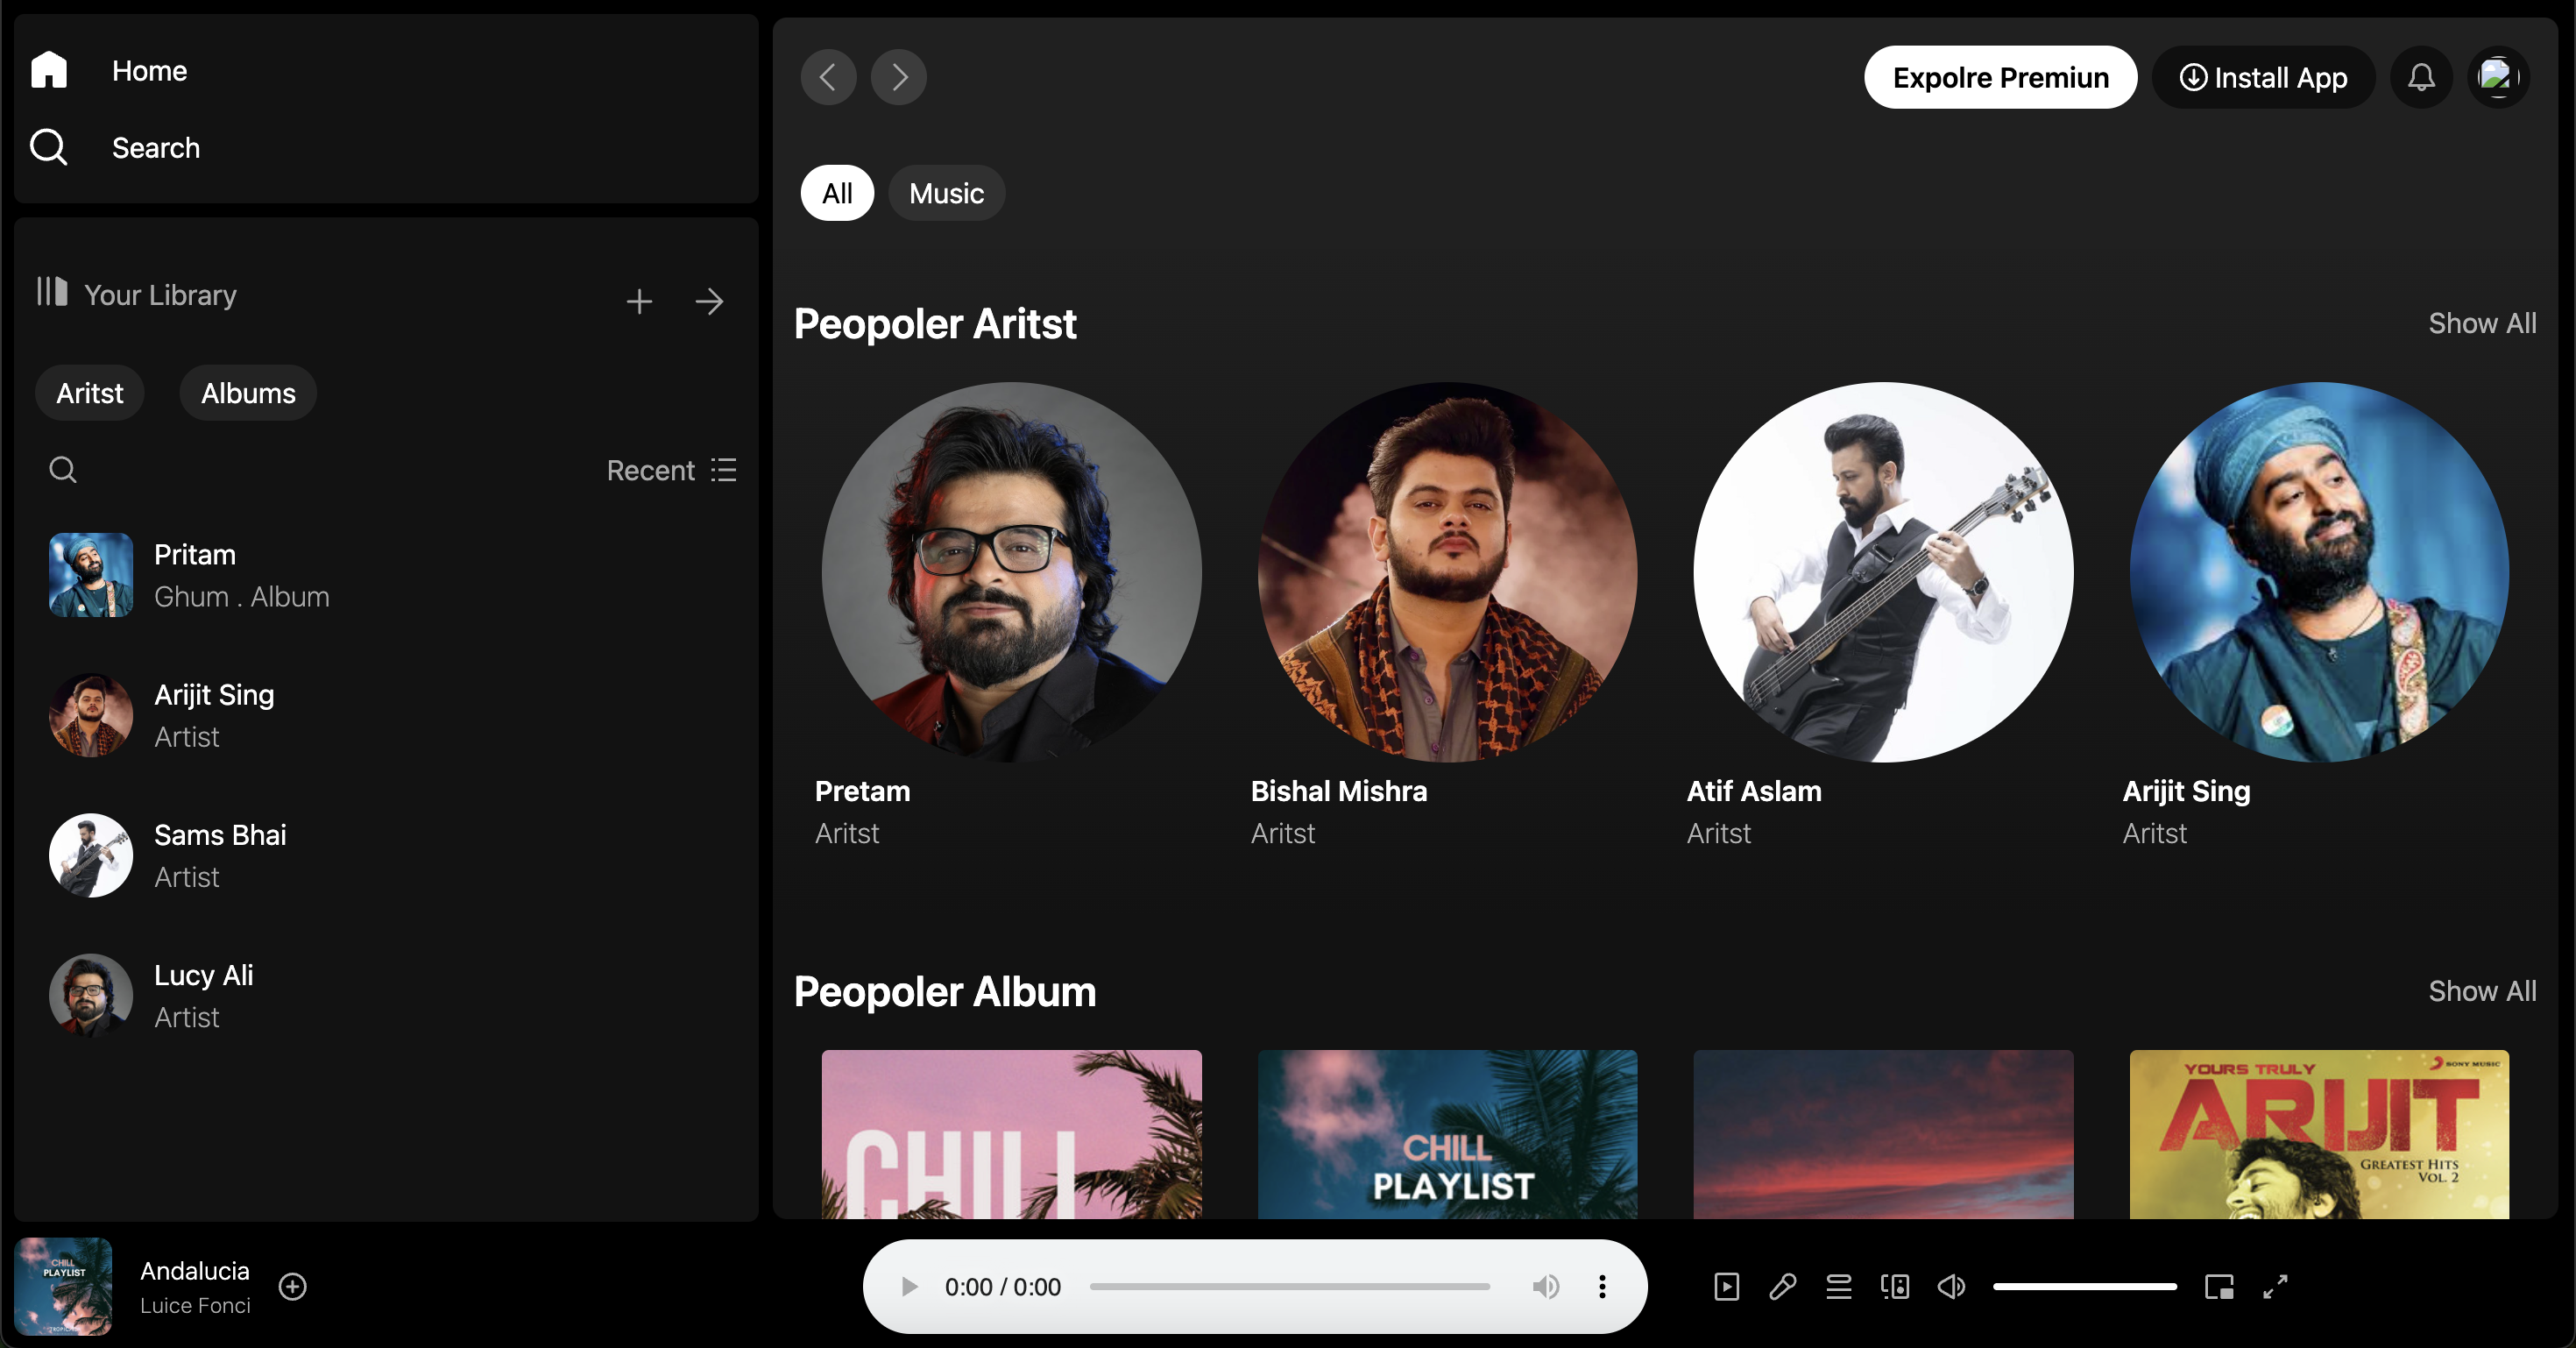 Home
Search
Your Library
Aritst
Albums
Recent
Pritam
Ghum . Album
Arijit Sing
Artist
Sams Bhai
Artist
Lucy Ali
Artist
Expolre Premiun
Install App
All
Music
Peopoler Aritst
Show All
Pretam
Aritst
Bishal Mishra
Aritst
Atif Aslam
Aritst
Arijit Sing
Aritst
Peopoler Album
Show All
CHILL
CHILL
PLAYLIST
YOURS TRULY
SONY MUSIC
ARIJIT
GREATEST HITS
VOL. 2
CHILL
PLAYLIST
Andalucia
Luice Fonci
0:00 / 0:00